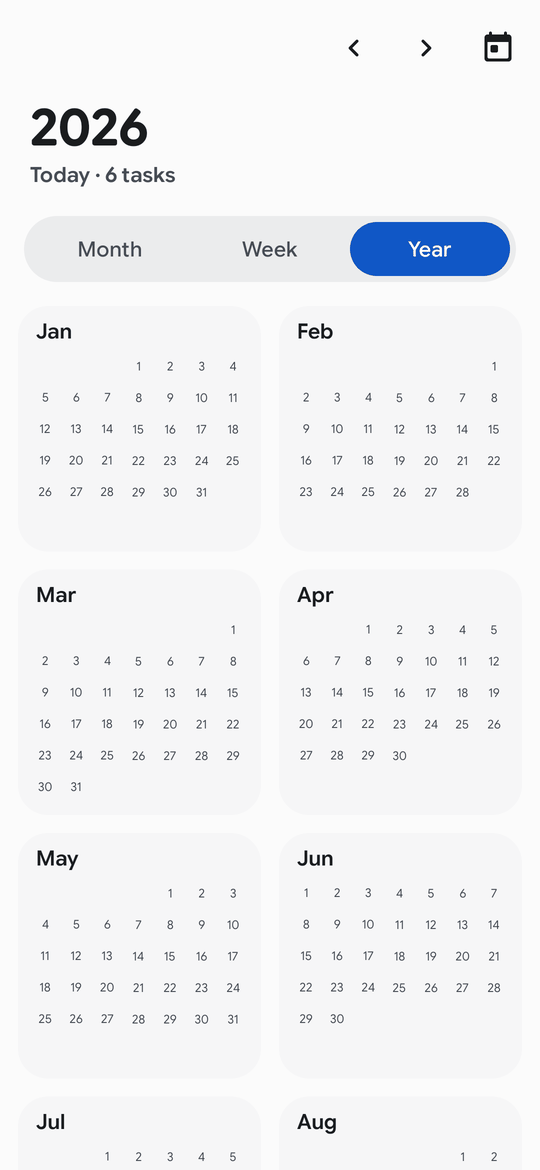 2026
Today · 6 tasks
Month Week Year
Jan
1 2 3 4
5 6 7 8 9 10 11
12 13 14 15 16 17 18
19 20 21 22 23 24 25
26 27 28 29 30 31
Feb
1
2 3 4 5 6 7 8
9 10 11 12 13 14 15
16 17 18 19 20 21 22
23 24 25 26 27 28
Mar
1
2 3 4 5 6 7 8
9 10 11 12 13 14 15
16 17 18 19 20 21 22
23 24 25 26 27 28 29
30 31
Apr
1 2 3 4 5
6 7 8 9 10 11 12
13 14 15 16 17 18 19
20 21 22 23 24 25 26
27 28 29 30
May
1 2 3
4 5 6 7 8 9 10
11 12 13 14 15 16 17
18 19 20 21 22 23 24
25 26 27 28 29 30 31
Jun
1 2 3 4 5 6 7
8 9 10 11 12 13 14
15 16 17 18 19 20 21
22 23 24 25 26 27 28
29 30
Jul
1 2 3 4 5
Aug
1 2